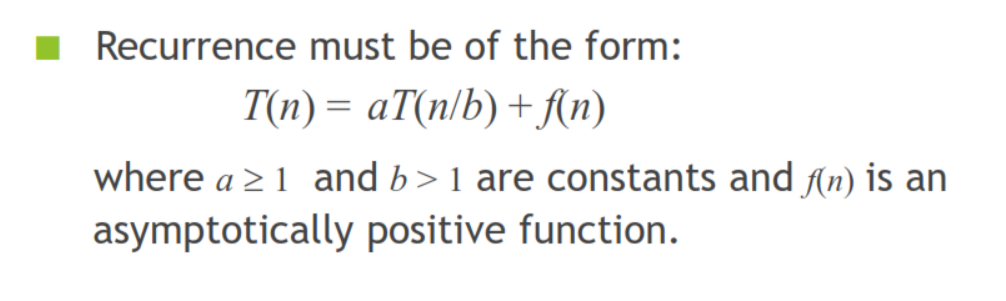 Recurrence must be of the form:
T(n) = aT(n/b) + f(n)
where a ≥ 1 and b > 1 are constants and f(n) is an
asymptotically positive function.